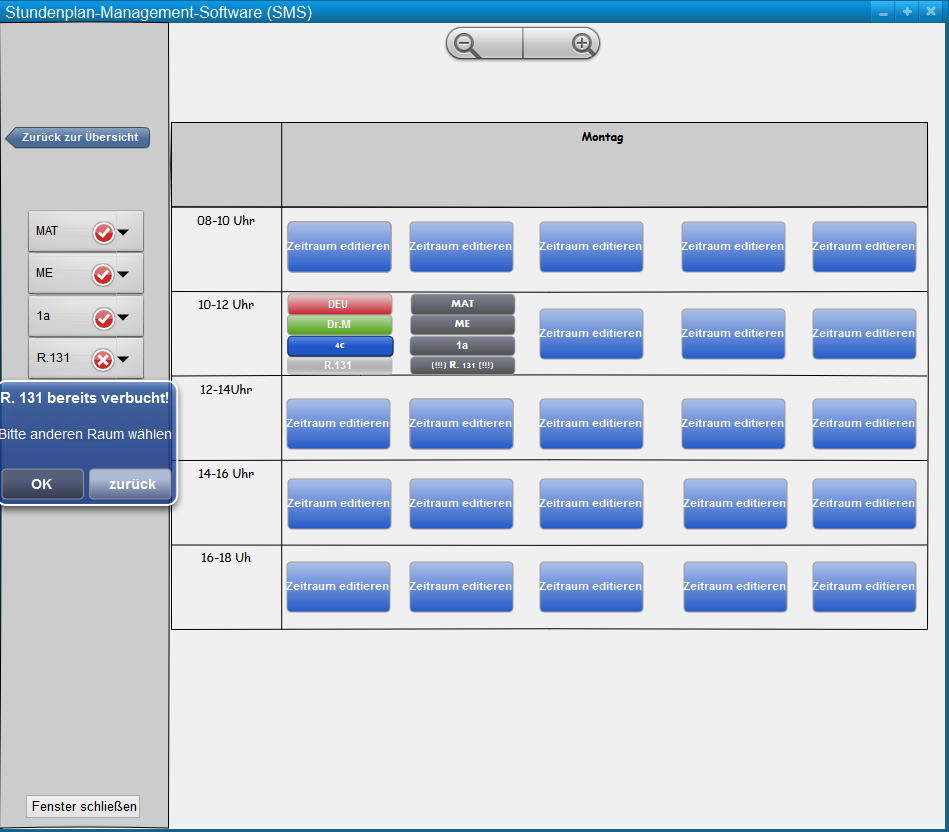 Stundenplan-Management-Software (SMS)
Zurück zur Übersicht
MAT
ME
1a
R.131
R. 131 bereits verbucht!
Bitte anderen Raum wählen
OK zurück
Fenster schließen
Montag
08-10 Uhr
Zeitraum editieren Zeitraum editieren Zeitraum editieren Zeitraum editieren Zeitraum editieren
10-12 Uhr
DEU MAT
Dr.M ME
4C 1a
R.131 (!!!) R. 131 (!!!)
Zeitraum editieren Zeitraum editieren Zeitraum editieren
12-14Uhr
Zeitraum editieren Zeitraum editieren Zeitraum editieren Zeitraum editieren Zeitraum editieren
14-16 Uhr
Zeitraum editieren Zeitraum editieren Zeitraum editieren Zeitraum editieren Zeitraum editieren
16-18 Uh
Zeitraum editieren Zeitraum editieren Zeitraum editieren Zeitraum editieren Zeitraum editieren